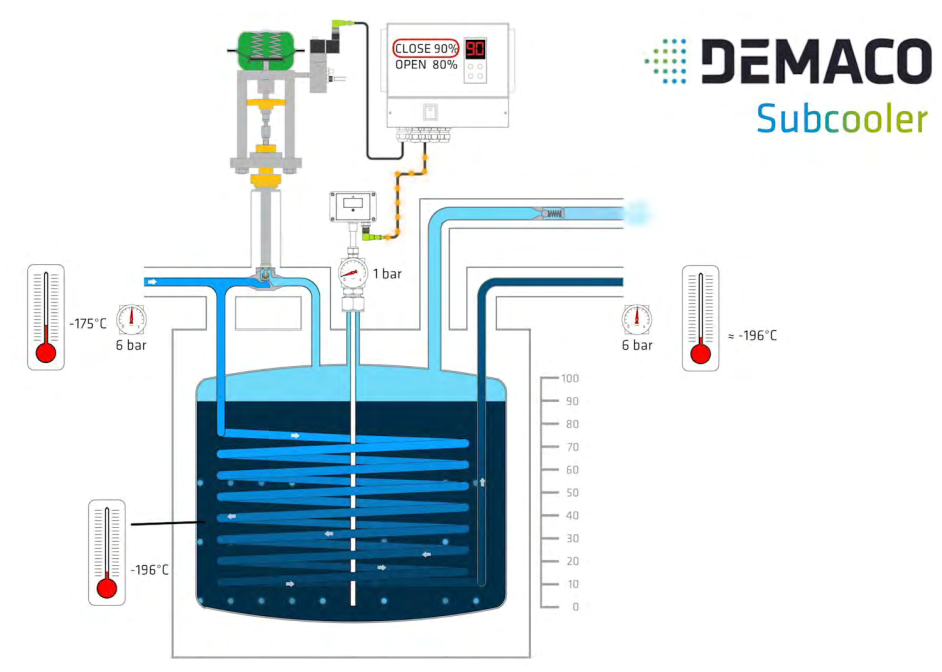 CLOSE 90%
OPEN 80%
90
DEMACO
Subcooler
1 bar
-175°C
6 bar
6 bar
≈ -196°C
100
90
80
70
60
50
40
30
20
10
0
-196°C